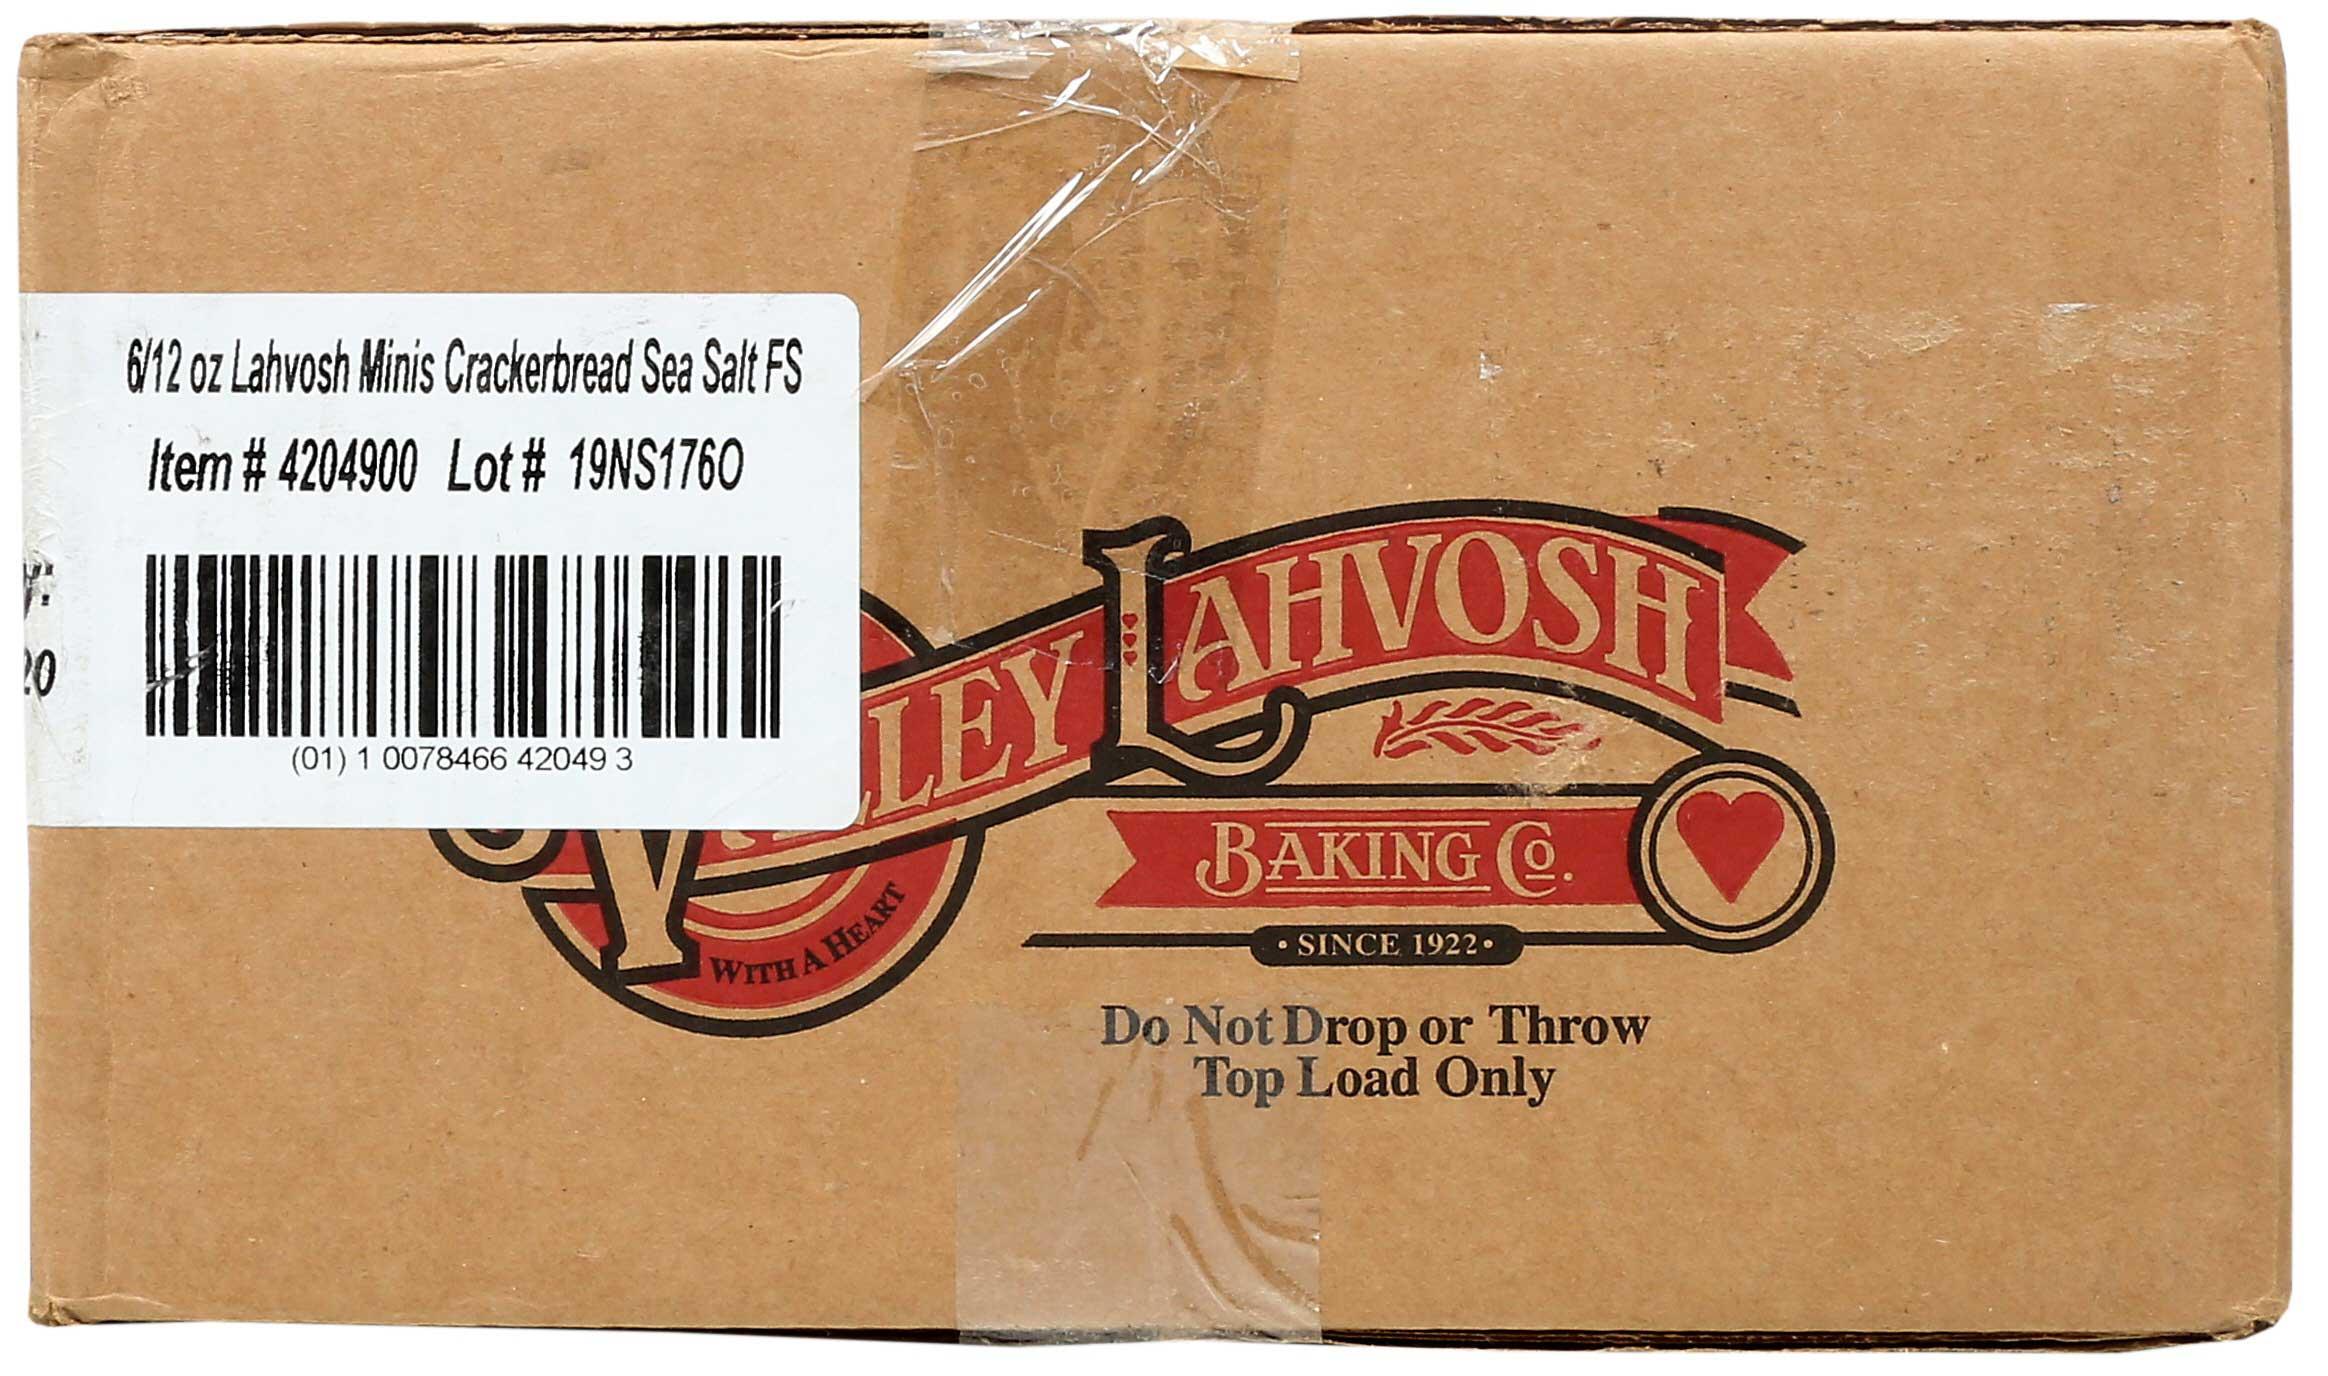 6/12 oz Lahvosh Minis Crackerbread Sea Salt FS
Item # 4204900 Lot # 19NS176O
(01) 1 0078466 42049 3
LAHVOSH
BAKING CO.
SINCE 1922
WITH A HEART
Do Not Drop or Throw
Top Load Only